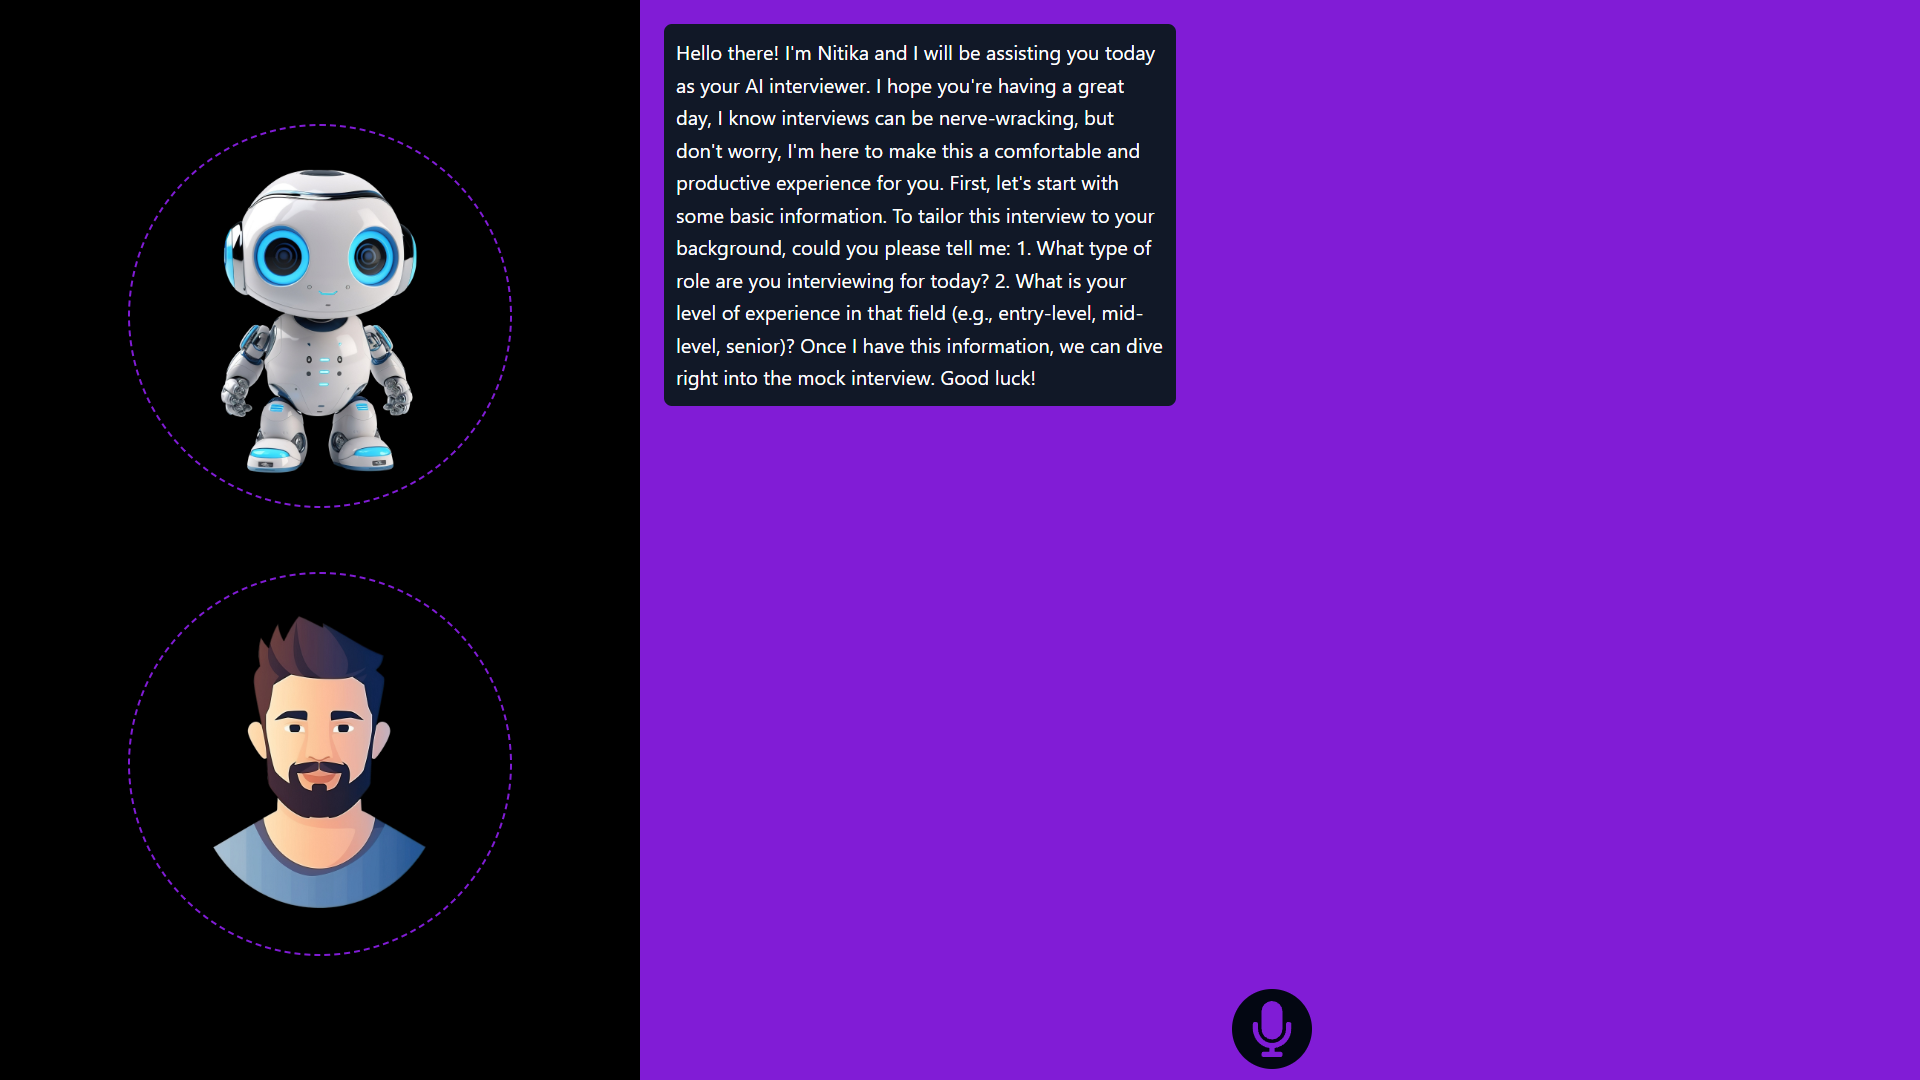 Hello there! I'm Nitika and I will be assisting you today
as your AI interviewer. I hope you're having a great
day, I know interviews can be nerve-wracking, but
don't worry, I'm here to make this a comfortable and
productive experience for you. First, let's start with
some basic information. To tailor this interview to your
background, could you please tell me: 1. What type of
role are you interviewing for today? 2. What is your
level of experience in that field (e.g., entry-level, mid-
level, senior)? Once I have this information, we can dive
right into the mock interview. Good luck!